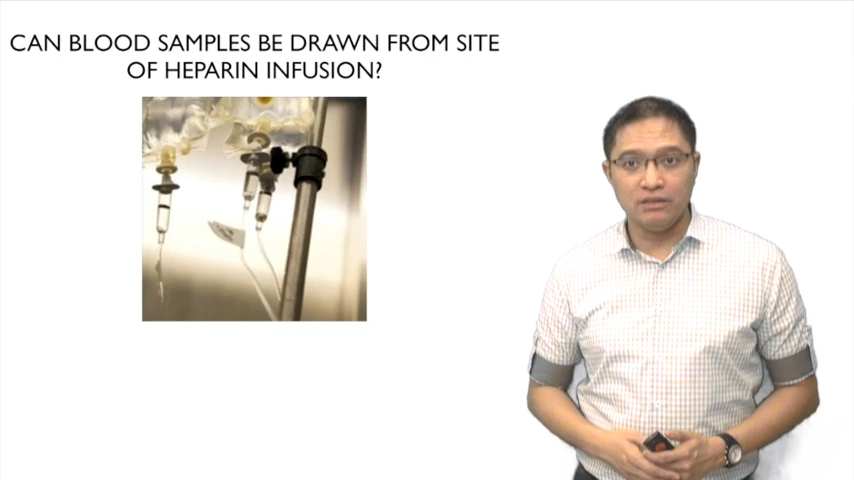 CAN BLOOD SAMPLES BE DRAWN FROM SITE
OF HEPARIN INFUSION?